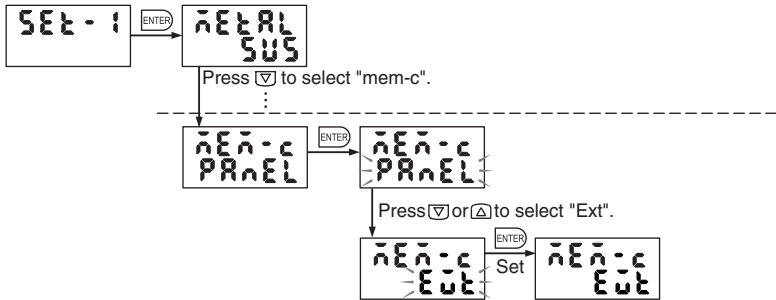 SEt-1
ENTER
mEtAL
SUS
Press ▽ to select "mem-c".
mEm-c
PAnEL
ENTER
mEm-c
PAnEL
Press ▽ or △ to select "Ext".
mEm-c
Ext
ENTER
Set
mEm-c
Ext